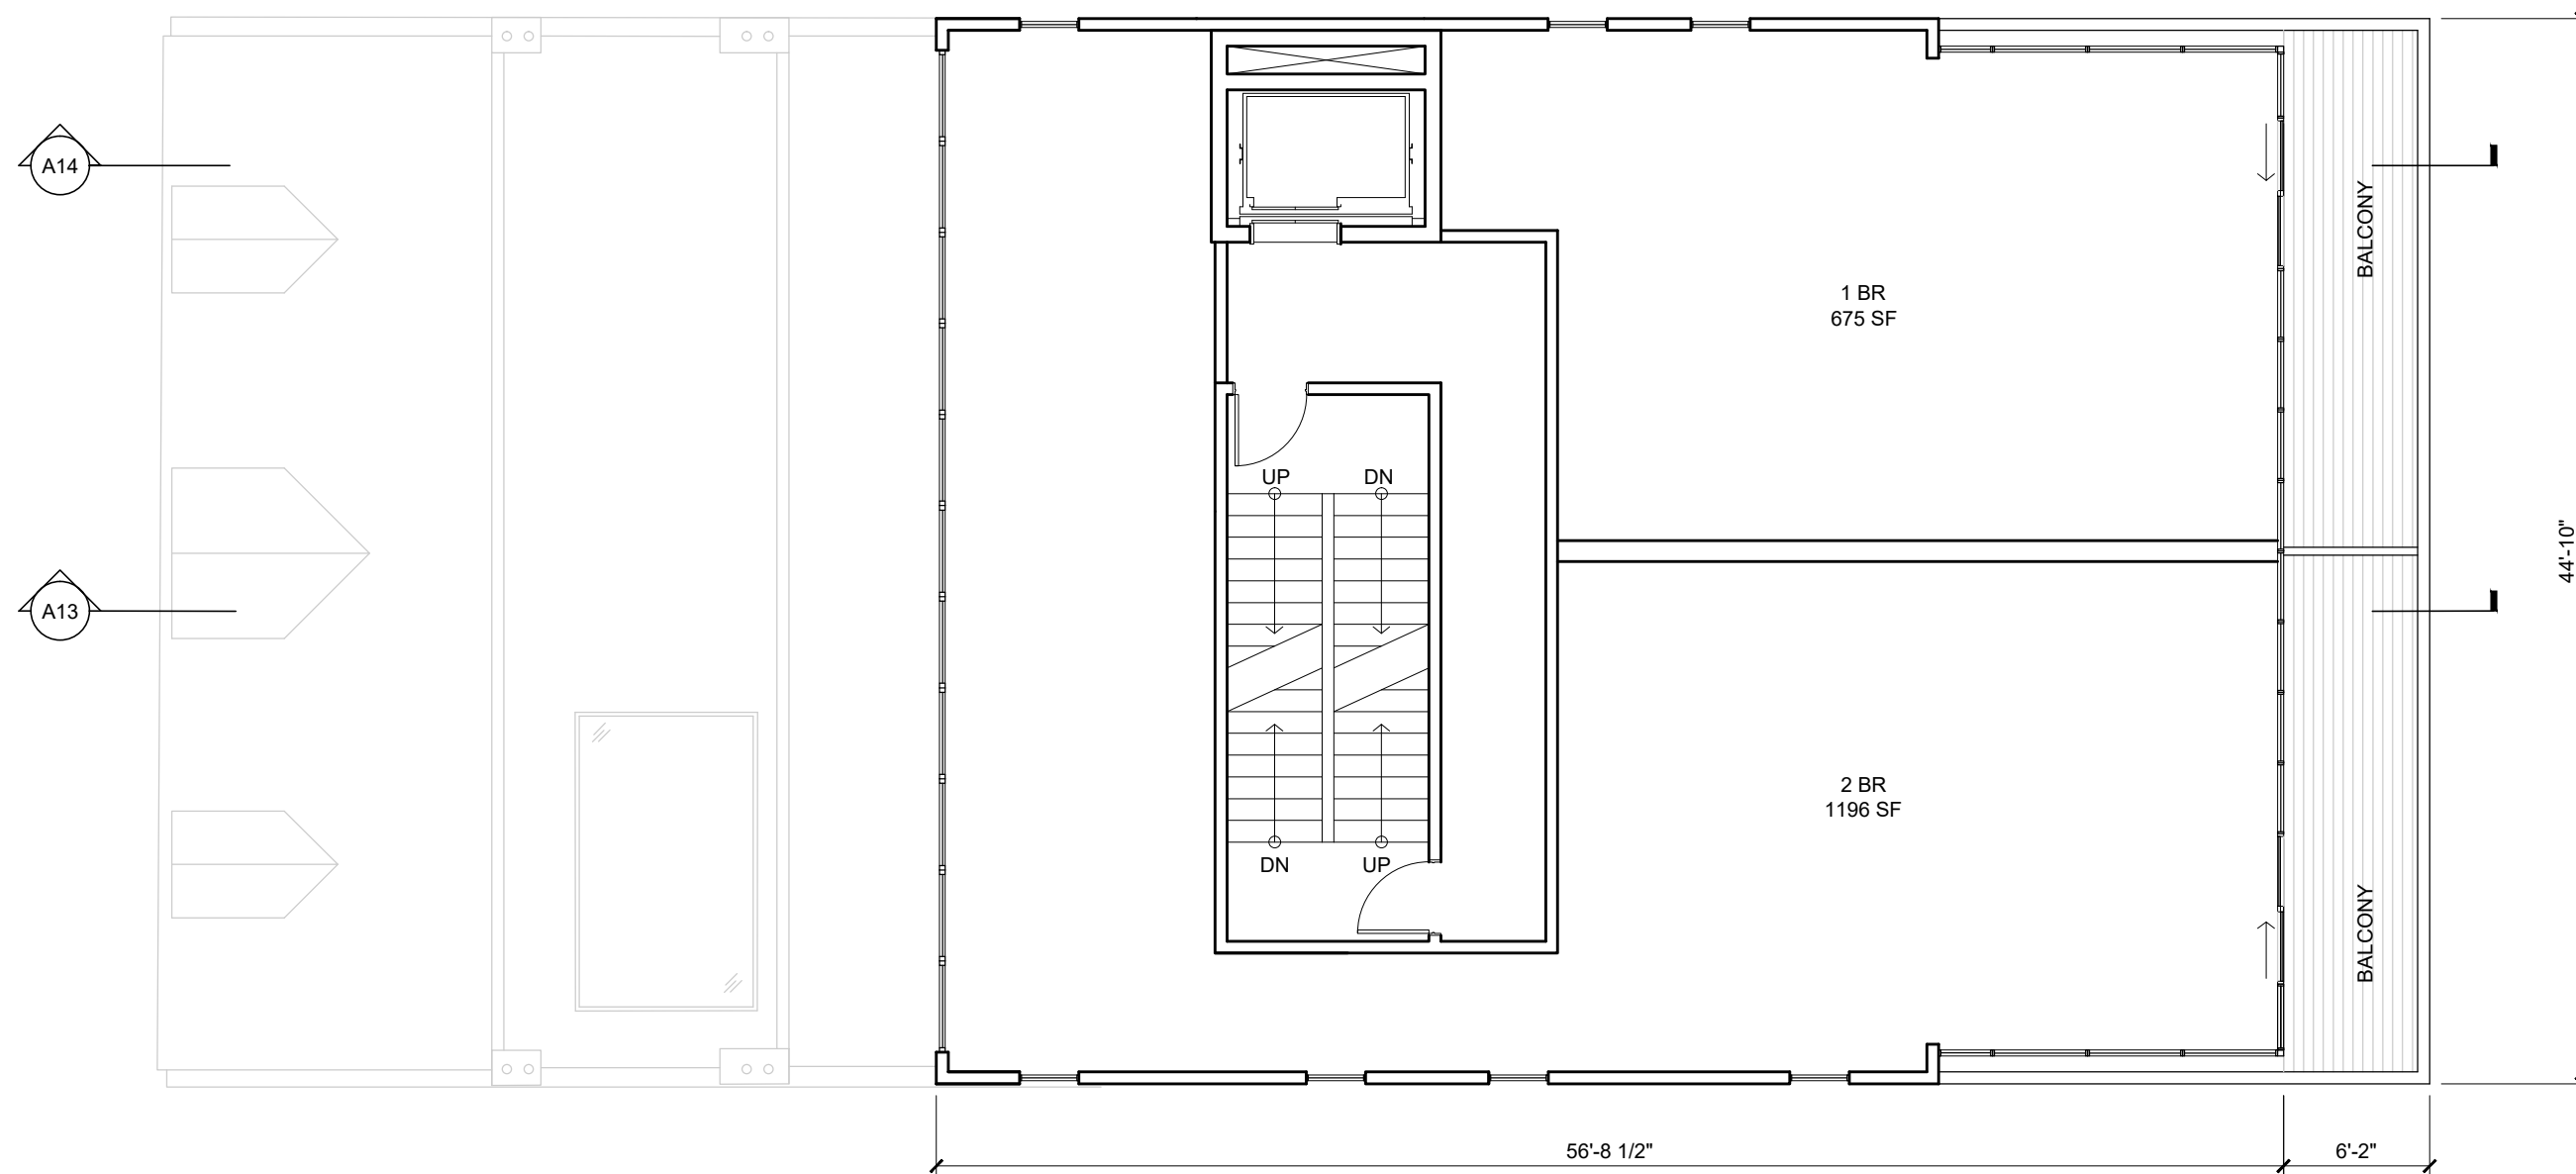 A14
BALCONY
1 BR
675 SF
UP
DN
44'-10"
A13
2 BR
1196 SF
DN
UP
BALCONY
56'-8 1/2"
6'-2"